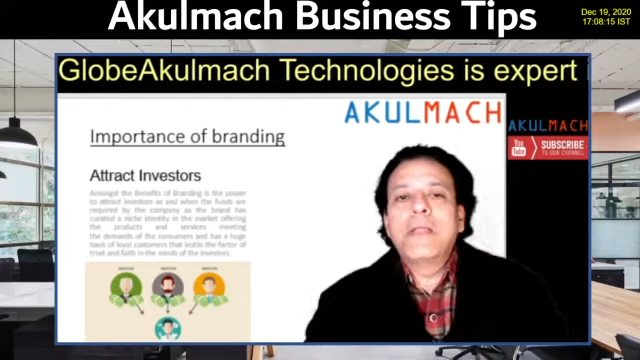 Akulmach Business Tips
Dec 19, 2020
17:08:15 IST
GlobeAkulmach Technologies is expert
AKULMACH
AKULMACH
YouTube
SUBSCRIBE
TO OUR CHANNEL
Importance of branding
Attract Investors
Amongst the Benefits of Branding is the power
to attract investors as and when the funds are
required by the company as the brand has
curated a niche identity in the market offering
the products and services meeting
the demands of the consumers and has a huge
bank of loyal customers that instils the factor of
trust and faith in the minds of the investors.